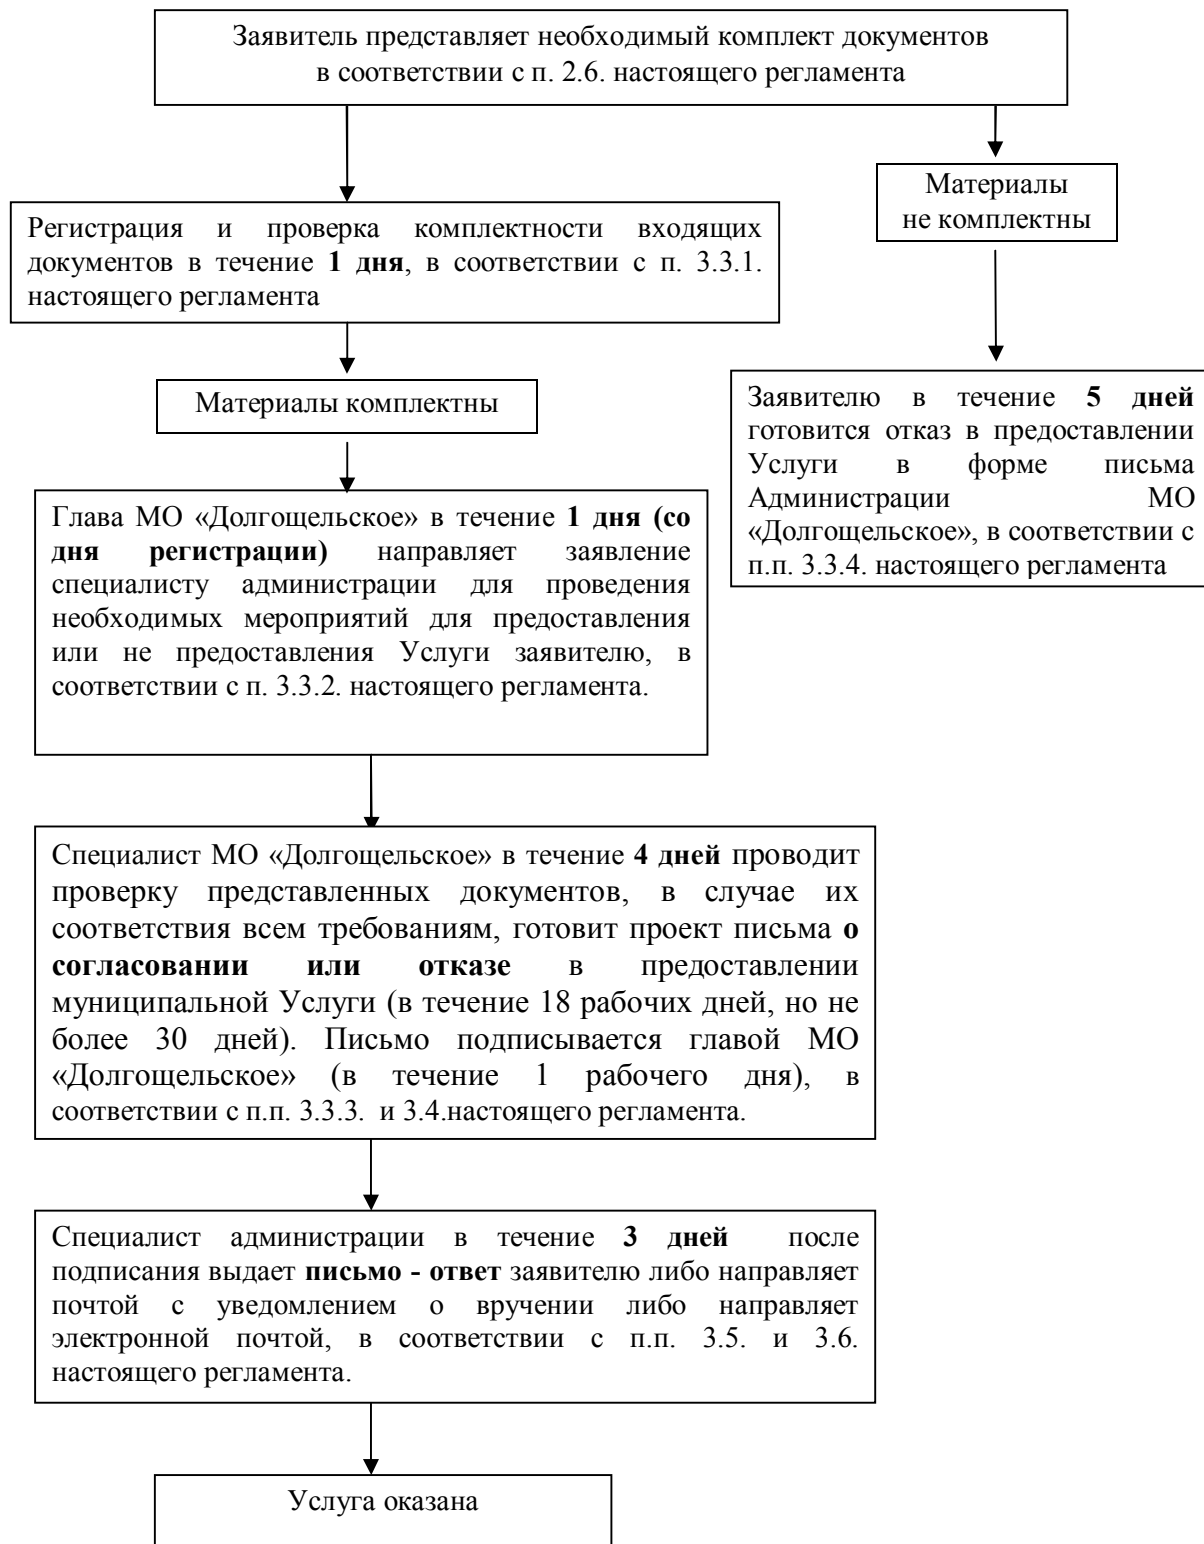 Заявитель представляет необходимый комплект документов
в соответствии с п. 2.6. настоящего регламента
Материалы
не комплектны
Регистрация и проверка комплектности входящих
документов в течение 1 дня, в соответствии с п. 3.3.1.
настоящего регламента
Материалы комплектны
Заявителю в течение 5 дней
готовится отказ в предоставлении
Услуги в форме письма
Администрации МО
«Долгощельское», в соответствии с
п.п. 3.3.4. настоящего регламента
Глава МО «Долгощельское» в течение 1 дня (со
дня регистрации) направляет заявление
специалисту администрации для проведения
необходимых мероприятий для предоставления
или не предоставления Услуги заявителю, в
соответствии с п. 3.3.2. настоящего регламента.
Специалист МО «Долгощельское» в течение 4 дней проводит
проверку представленных документов, в случае их
соответствия всем требованиям, готовит проект письма о
согласовании или отказе в предоставлении
муниципальной Услуги (в течение 18 рабочих дней, но не
более 30 дней). Письмо подписывается главой МО
«Долгощельское» (в течение 1 рабочего дня), в
соответствии с п.п. 3.3.3. и 3.4.настоящего регламента.
Специалист администрации в течение 3 дней после
подписания выдает письмо - ответ заявителю либо направляет
почтой с уведомлением о вручении либо направляет
электронной почтой, в соответствии с п.п. 3.5. и 3.6.
настоящего регламента.
Услуга оказана